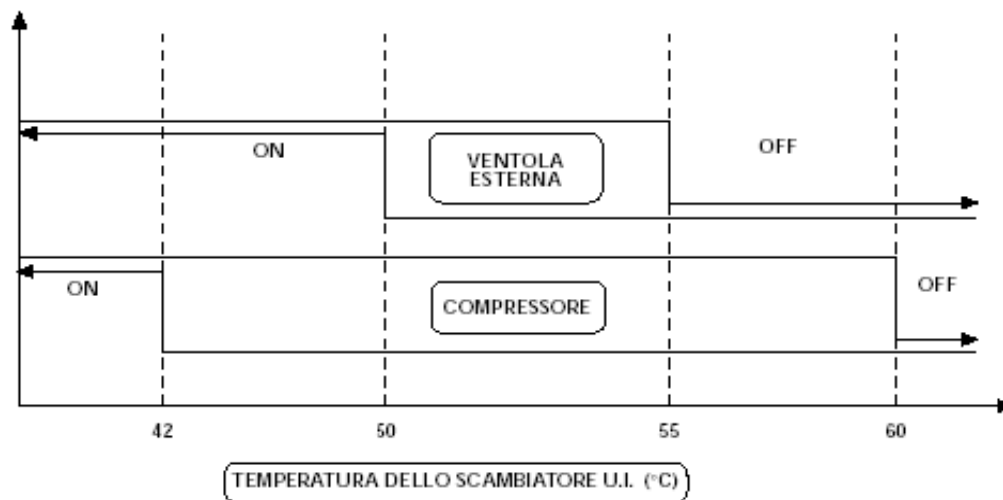 ON
VENTOLA
ESTERNA
OFF
ON
COMPRESSORE
OFF
42 50 55 60
TEMPERATURA DELLO SCAMBIATORE U.I. (°C)